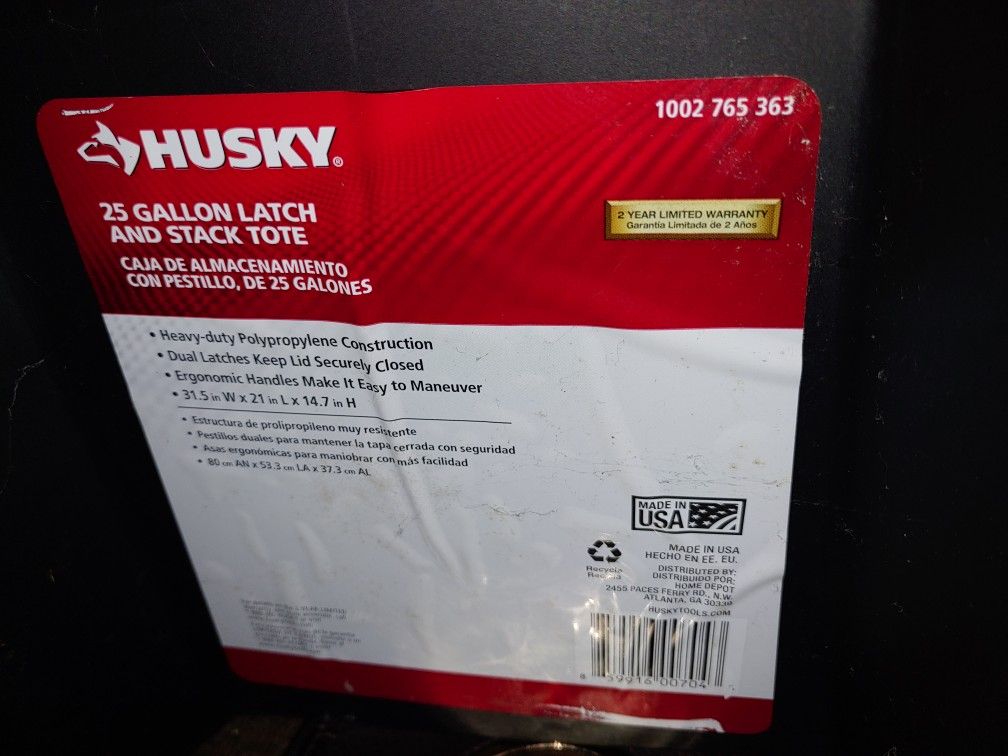 1002 765 363
HUSKY®
25 GALLON LATCH
AND STACK TOTE
2 YEAR LIMITED WARRANTY
Garantía Limitada de 2 Años
CAJA DE ALMACENAMIENTO
CON PESTILLO, DE 25 GALONES
• Heavy-duty Polypropylene Construction
• Dual Latches Keep Lid Securely Closed
• Ergonomic Handles Make It Easy to Maneuver
• 31.5 in W x 21 in L x 14.7 in H
• Estructura de prolipropileno muy resistente
• Pestillos duales para mantener la tapa cerrada con seguridad
• Asas ergonómicas para maniobrar con más facilidad
• 80 cm AN x 53.3 cm LA x 37.3 cm AL
MADE IN
USA
MADE IN USA
HECHO EN EE. EU.
Recycle
DISTRIBUTED BY:
DISTRIBUIDO POR:
HOME DEPOT
2455 PACES FERRY RD., N.W.
ATLANTA, GA 30339
HUSKYTOOLS.COM